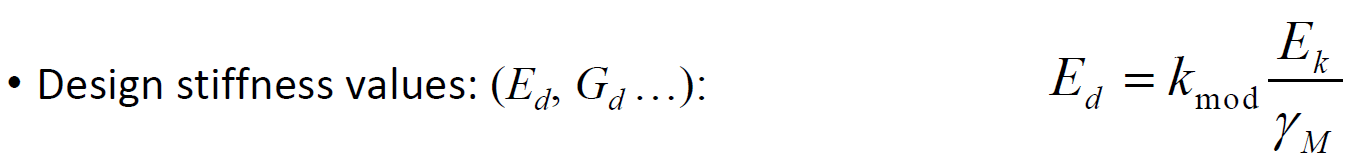 • Design stiffness values: (E_d, G_d …): E_d = k_mod E_k / γ_M